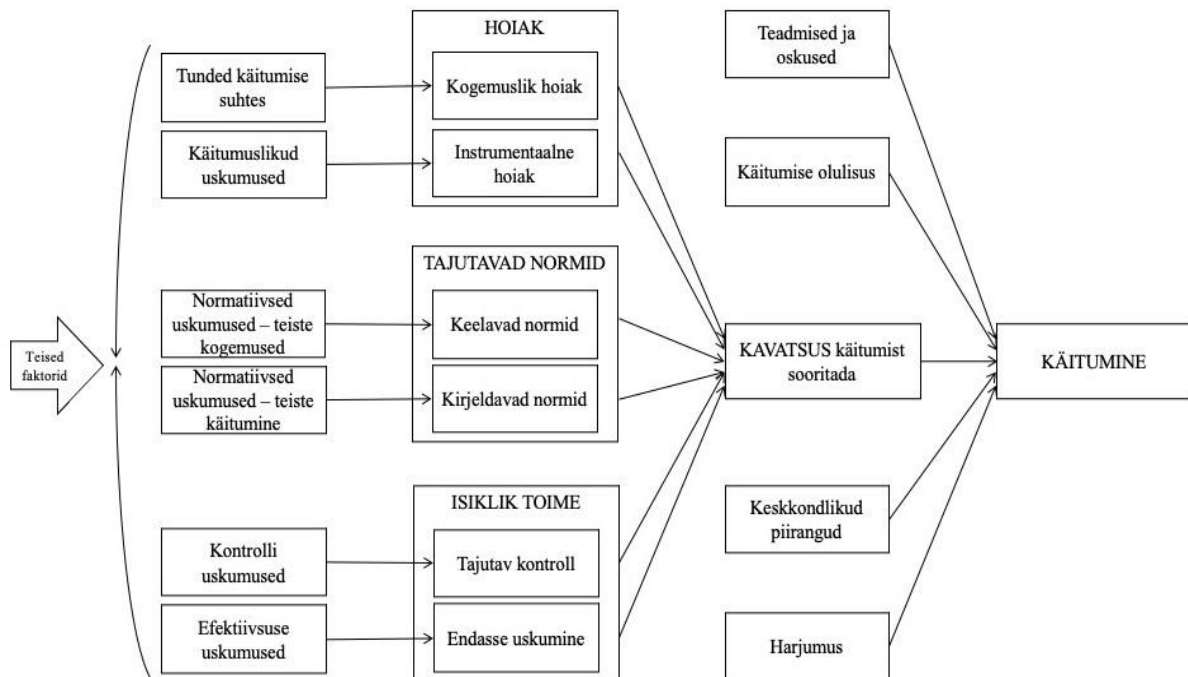 Teised
faktorid
Tunded käitumise
suhtes
Käitumuslikud
uskumused
Normatiivsed
uskumused – teiste
kogemused
Normatiivsed
uskumused – teiste
käitumine
Kontrolli
uskumused
Efektiivsuse
uskumused
HOIAK
Kogemuslik hoiak
Instrumentaalne
hoiak
TAJUTAVAD NORMID
Keelavad normid
Kirjeldavad normid
ISIKLIK TOIME
Tajutav kontroll
Endasse uskumine
Teadmised ja
oskused
Käitumise olulisus
KAVATSUS käitumist
sooritada
Keskkondlikud
piirangud
Harjumus
KÄITUMINE